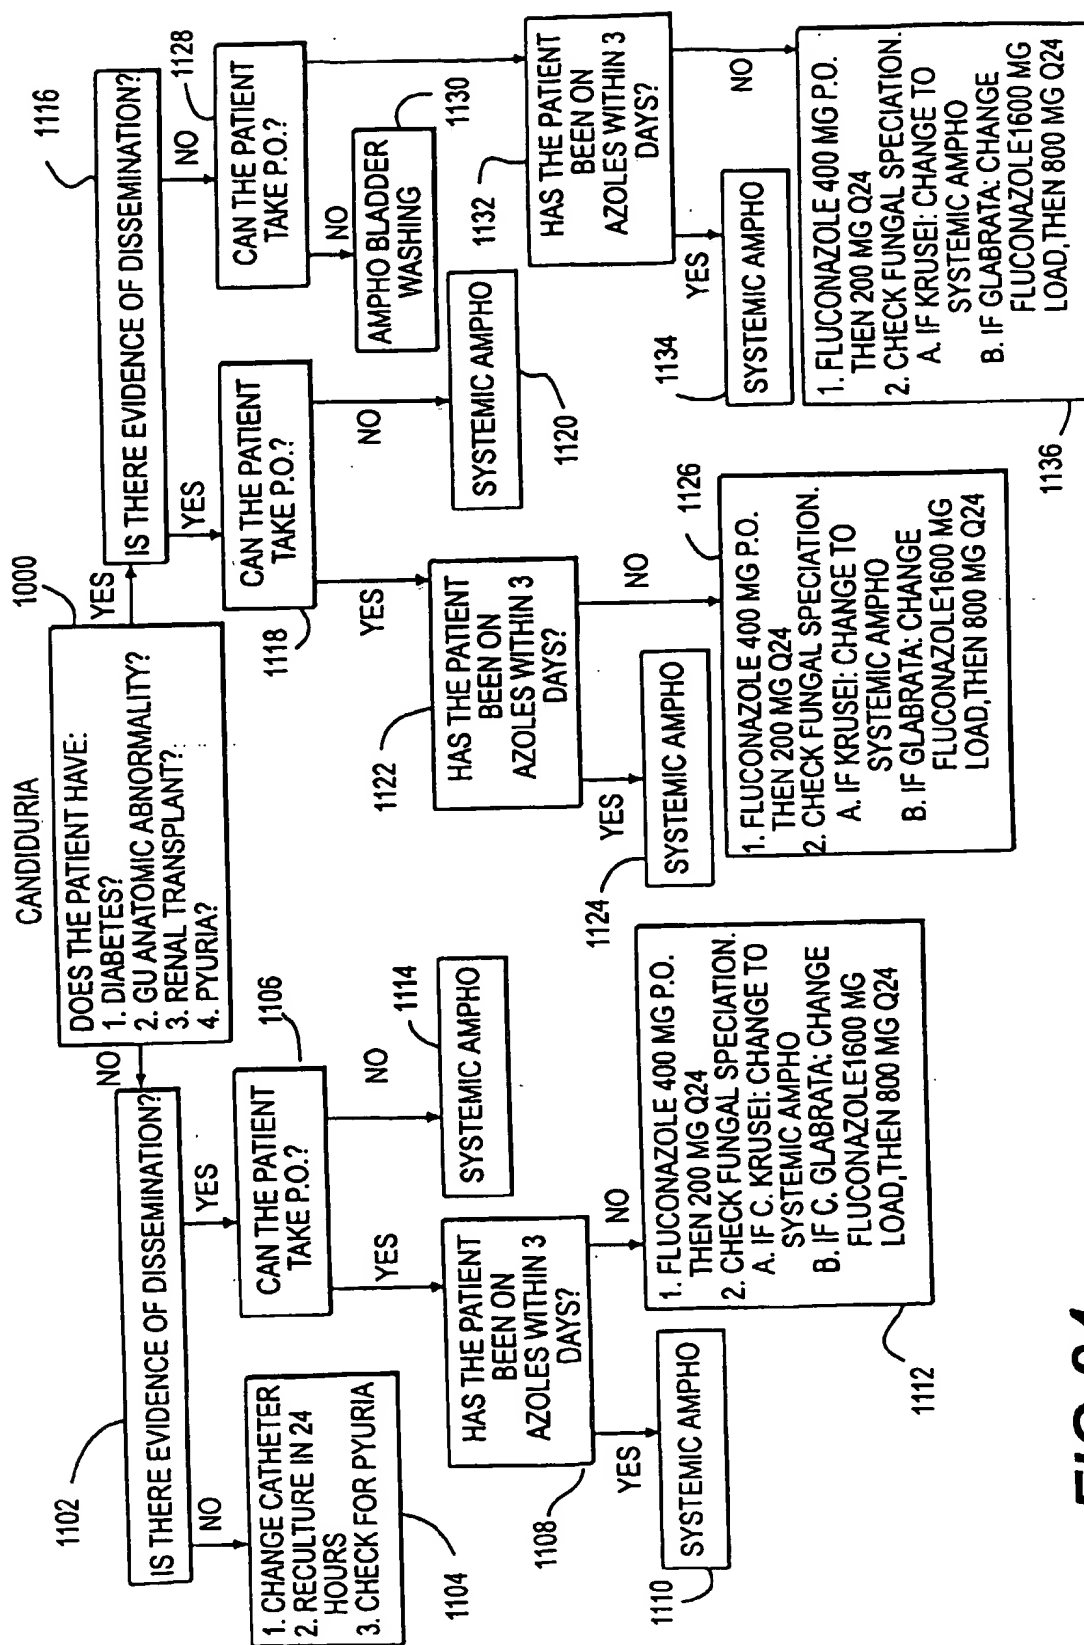 CANDIDURIA
1000
DOES THE PATIENT HAVE:
1. DIABETES?
2. GU ANATOMIC ABNORMALITY?
3. RENAL TRANSPLANT?
4. PYURIA?
NO
YES
1102
IS THERE EVIDENCE OF DISSEMINATION?
NO
YES
1. CHANGE CATHETER
2. RECULTURE IN 24
HOURS
3. CHECK FOR PYURIA
1104
1106
CAN THE PATIENT
TAKE P.O.?
YES
NO
1114
SYSTEMIC AMPHO
1108
HAS THE PATIENT
BEEN ON
AZOLES WITHIN 3
DAYS?
YES
NO
1110
SYSTEMIC AMPHO
1. FLUCONAZOLE 400 MG P.O.
THEN 200 MG Q24
2. CHECK FUNGAL SPECIATION.
A. IF C. KRUSEI: CHANGE TO
SYSTEMIC AMPHO
B. IF C. GLABRATA: CHANGE
FLUCONAZOLE1600 MG
LOAD,THEN 800 MG Q24
1112
1116
IS THERE EVIDENCE OF DISSEMINATION?
YES
NO
1118
CAN THE PATIENT
TAKE P.O.?
YES
NO
SYSTEMIC AMPHO
1120
1122
HAS THE PATIENT
BEEN ON
AZOLES WITHIN 3
DAYS?
YES
NO
1124
SYSTEMIC AMPHO
1126
1. FLUCONAZOLE 400 MG P.O.
THEN 200 MG Q24
2. CHECK FUNGAL SPECIATION.
A. IF KRUSEI: CHANGE TO
SYSTEMIC AMPHO
B. IF GLABRATA: CHANGE
FLUCONAZOLE1600 MG
LOAD,THEN 800 MG Q24
1128
CAN THE PATIENT
TAKE P.O.?
NO
1130
AMPHO BLADDER
WASHING
1132
HAS THE PATIENT
BEEN ON
AZOLES WITHIN 3
DAYS?
YES
NO
1134
SYSTEMIC AMPHO
1. FLUCONAZOLE 400 MG P.O.
THEN 200 MG Q24
2. CHECK FUNGAL SPECIATION.
A. IF KRUSEI: CHANGE TO
SYSTEMIC AMPHO
B. IF GLABRATA: CHANGE
FLUCONAZOLE1600 MG
LOAD,THEN 800 MG Q24
1136